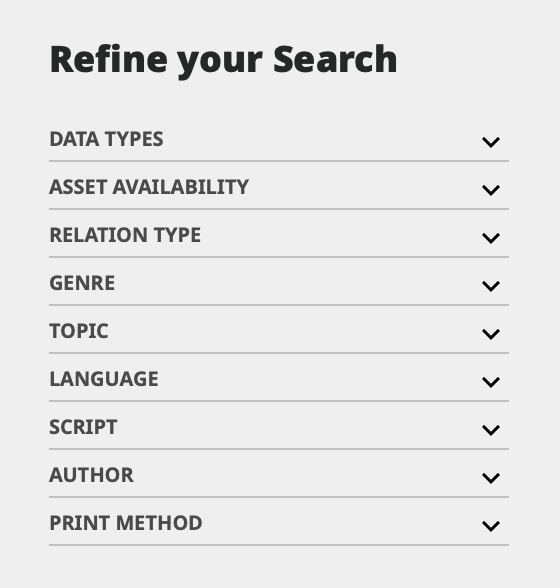 Refine your Search
DATA TYPES
ASSET AVAILABILITY
RELATION TYPE
GENRE
TOPIC
LANGUAGE
SCRIPT
AUTHOR
PRINT METHOD